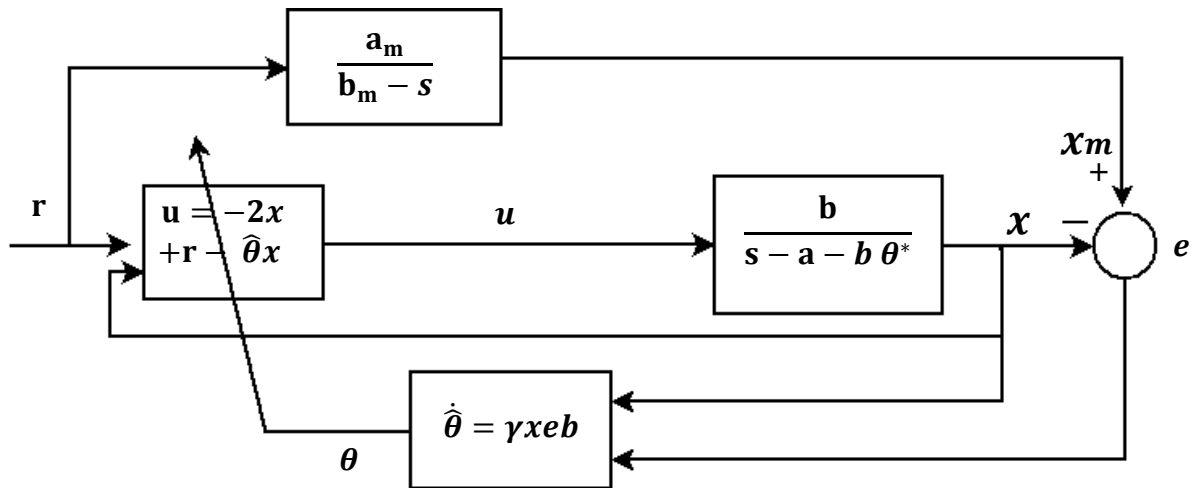 a_m
b_m − s
x_m
+
r
u = −2x
+r − θ̂x
u
b
s − a − b θ*
x
−
e
θ̂̇ = γxeb
θ